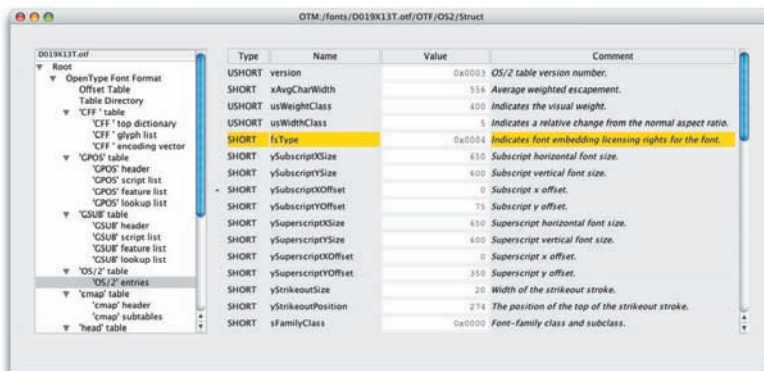 OTM:/fonts/D019X13T.otf/OTF/OS2/Struct
D019X13T.otf
Root
OpenType Font Format
Offset Table
Table Directory
'CFF ' table
'CFF ' top dictionary
'CFF ' glyph list
'CFF ' encoding vector
'GPOS' table
'GPOS' header
'GPOS' script list
'GPOS' feature list
'GPOS' lookup list
'GSUB' table
'GSUB' header
'GSUB' script list
'GSUB' feature list
'GSUB' lookup list
'OS/2' table
'OS/2' entries
'cmap' table
'cmap' header
'cmap' subtables
'head' table
Type Name Value Comment
USHORT version 0x0003 OS/2 table version number.
SHORT xAvgCharWidth 556 Average weighted escapement.
USHORT usWeightClass 400 Indicates the visual weight.
USHORT usWidthClass 5 Indicates a relative change from the normal aspect ratio.
SHORT fsType 0x0004 Indicates font embedding licensing rights for the font.
SHORT ySubscriptXSize 650 Subscript horizontal font size.
SHORT ySubscriptYSize 600 Subscript vertical font size.
SHORT ySubscriptXOffset 0 Subscript x offset.
SHORT ySubscriptYOffset 75 Subscript y offset.
SHORT ySuperscriptXSize 650 Superscript horizontal font size.
SHORT ySuperscriptYSize 600 Superscript vertical font size.
SHORT ySuperscriptXOffset 0 Superscript x offset.
SHORT ySuperscriptYOffset 350 Superscript y offset.
SHORT yStrikeoutSize 20 Width of the strikeout stroke.
SHORT yStrikeoutPosition 274 The position of the top of the strikeout stroke.
SHORT sFamilyClass 0x0000 Font-family class and subclass.